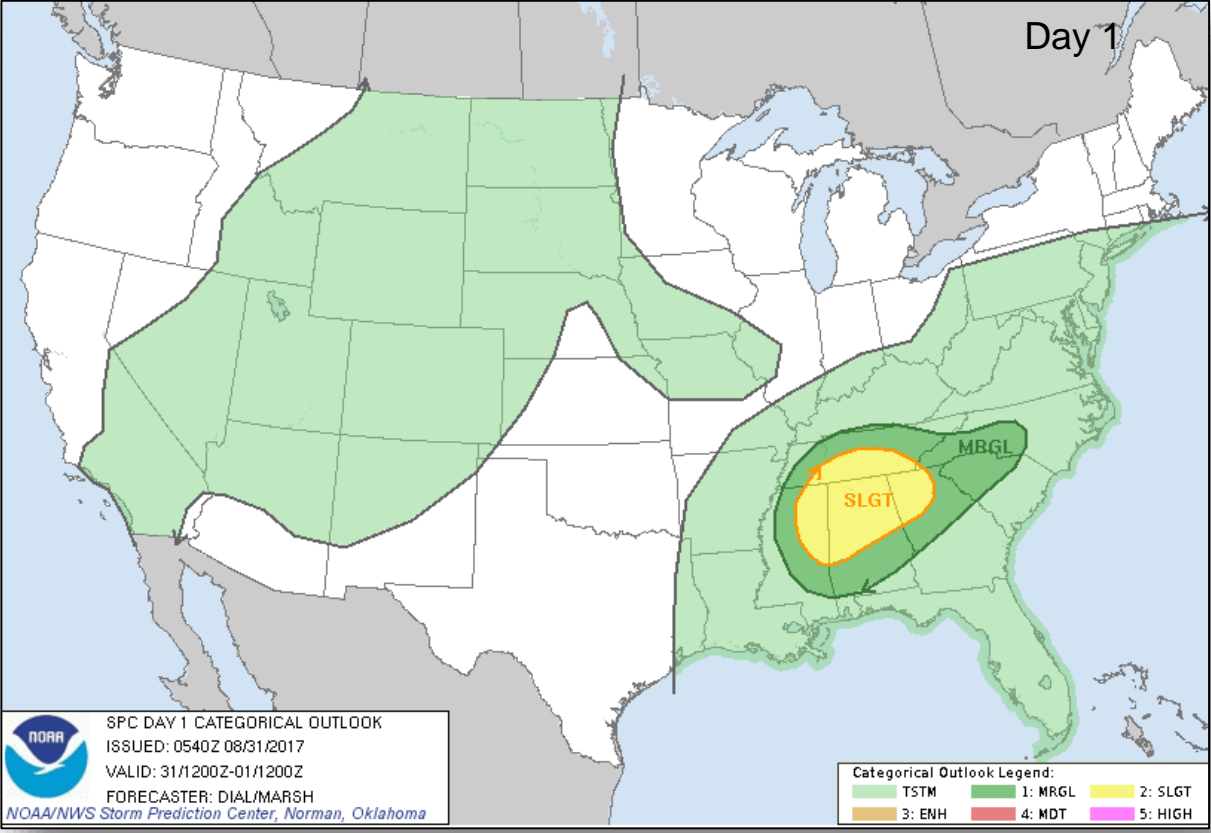 Day 1
MRGL
SLGT
NOAA
SPC DAY 1 CATEGORICAL OUTLOOK
ISSUED: 0540Z 08/31/2017
VALID: 31/1200Z-01/1200Z
FORECASTER: DIAL/MARSH
NOAA/NWS Storm Prediction Center, Norman, Oklahoma
Categorical Outlook Legend:
TSTM 1: MRGL 2: SLGT
3: ENH 4: MDT 5: HIGH